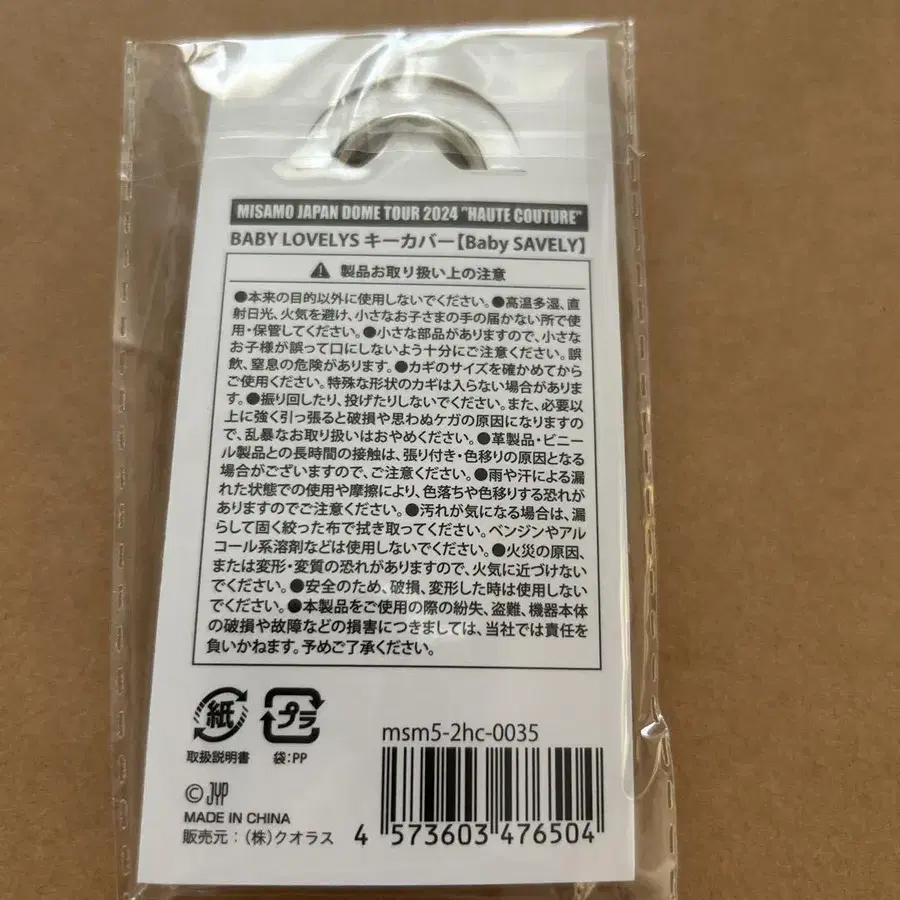 MISAMO JAPAN DOME TOUR 2024 "HAUTE COUTURE"
BABY LOVELYS キーカバー【Baby SAVELY】
製品お取り扱い上の注意
●本来の目的以外に使用しないでください。●高温多湿、直
射日光、火気を避け、小さなお子さまの手の届かない所で使
用・保管してください。●小さな部品がありますので、小さな
お子様が誤って口にしないよう十分にご注意ください。誤
飲、窒息の危険があります。●カギのサイズを確かめてから
ご使用ください。特殊な形状のカギは入らない場合がありま
す。●振り回したり、投げたりしないでください。また、必要以
上に強く引っ張ると破損や思わぬケガの原因になりますの
で、乱暴なお取り扱いはおやめください。●革製品・ビニー
ル製品との長時間の接触は、張り付き・色移りの原因となる
場合がございますので、ご注意ください。●雨や汗による漏
れた状態での使用や摩擦により、色落ちや色移りする恐れが
ありますのでご注意ください。●汚れが気になる場合は、漏
らして固く絞った布で拭き取ってください。ベンジンやアル
コール系溶剤などは使用しないでください。●火災の原因、
または変形・変質の恐れがありますので、火気に近づけない
でください。●安全のため、破損、変形した時は使用しない
でください。●本製品をご使用の際の紛失、盗難、機器本体
の破損や故障などの損害につきましては、当社では責任を
負いかねます。予めご了承ください。
紙 プラ
取扱説明書 袋:PP
msm5-2hc-0035
© JYP
MADE IN CHINA
販売元:(株)クオラス
4 573603 476504